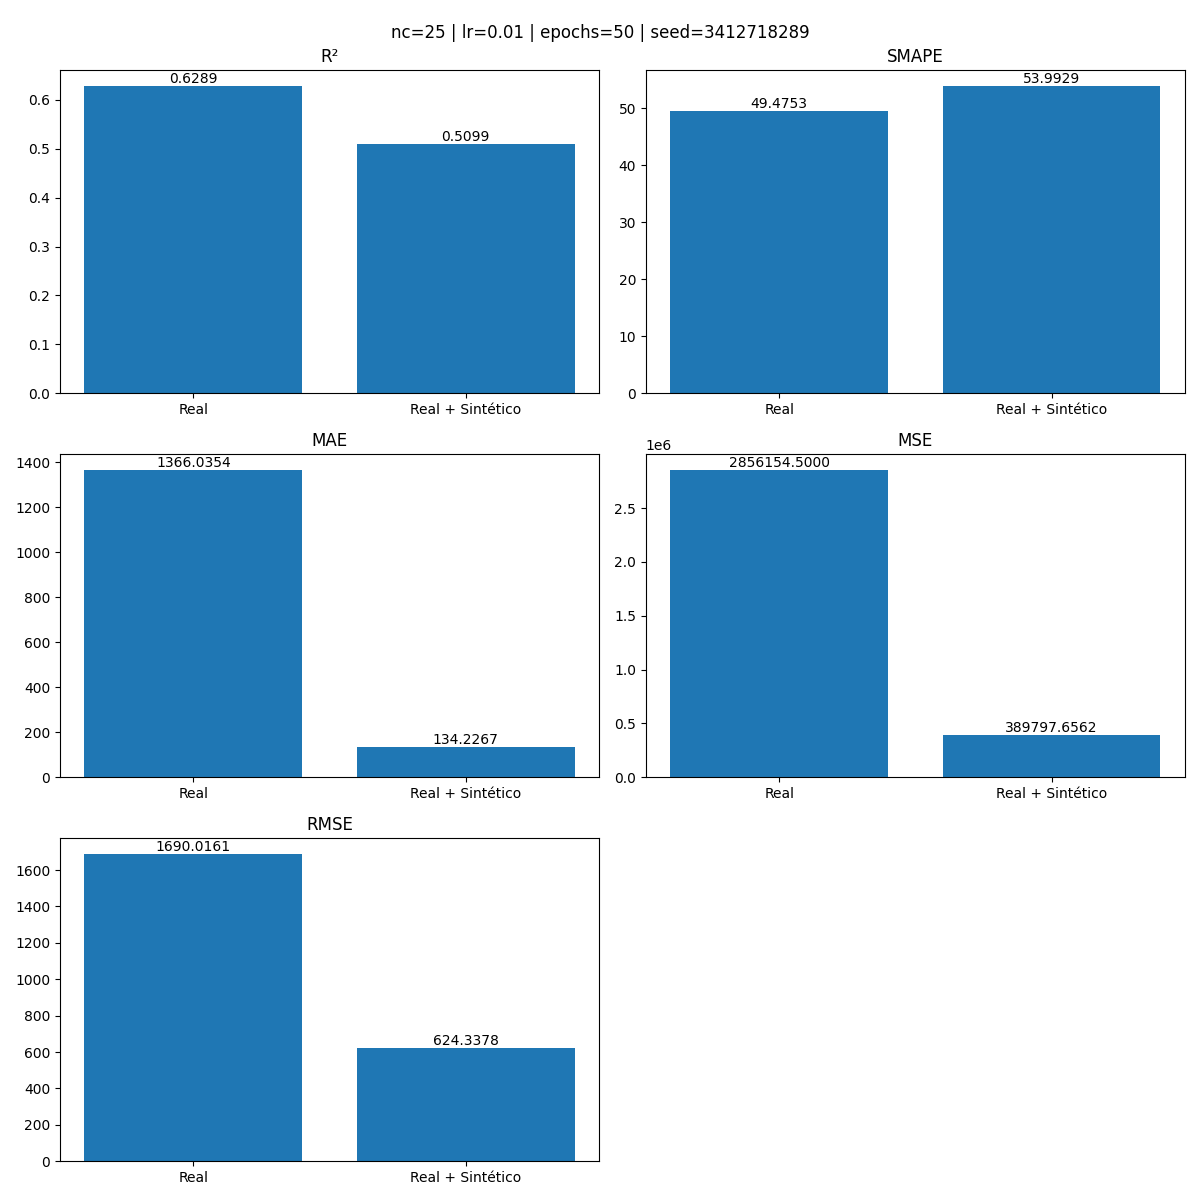 nc=25 | lr=0.01 | epochs=50 | seed=3412718289
R²
0.6289
0.5099
0.6
0.5
0.4
0.3
0.2
0.1
0.0
Real
Real + Sintético
SMAPE
49.4753
53.9929
50
40
30
20
10
0
Real
Real + Sintético
MAE
1366.0354
134.2267
1400
1200
1000
800
600
400
200
0
Real
Real + Sintético
MSE
1e6
2856154.5000
389797.6562
2.5
2.0
1.5
1.0
0.5
0.0
Real
Real + Sintético
RMSE
1690.0161
624.3378
1600
1400
1200
1000
800
600
400
200
0
Real
Real + Sintético